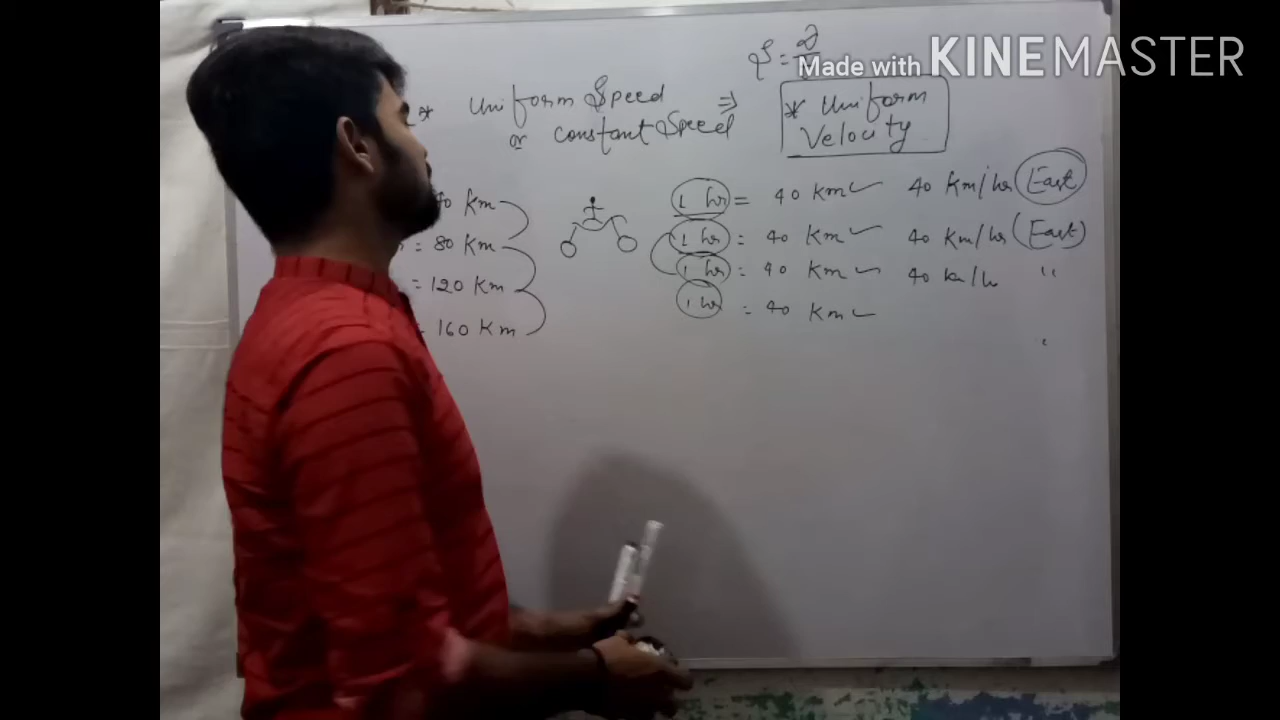 Made with KINEMASTER
* Uniform Speed
or constant Speed ⇒
* Uniform
Velocity
40 Km
= 80 Km
= 120 Km
= 160 Km
1 hr = 40 Km ✓ 40 Km/hr (East)
1 hr = 40 Km ✓ 40 Km/hr (East)
1 hr = 40 Km ✓ 40 km/h "
1 hr = 40 Km ✓